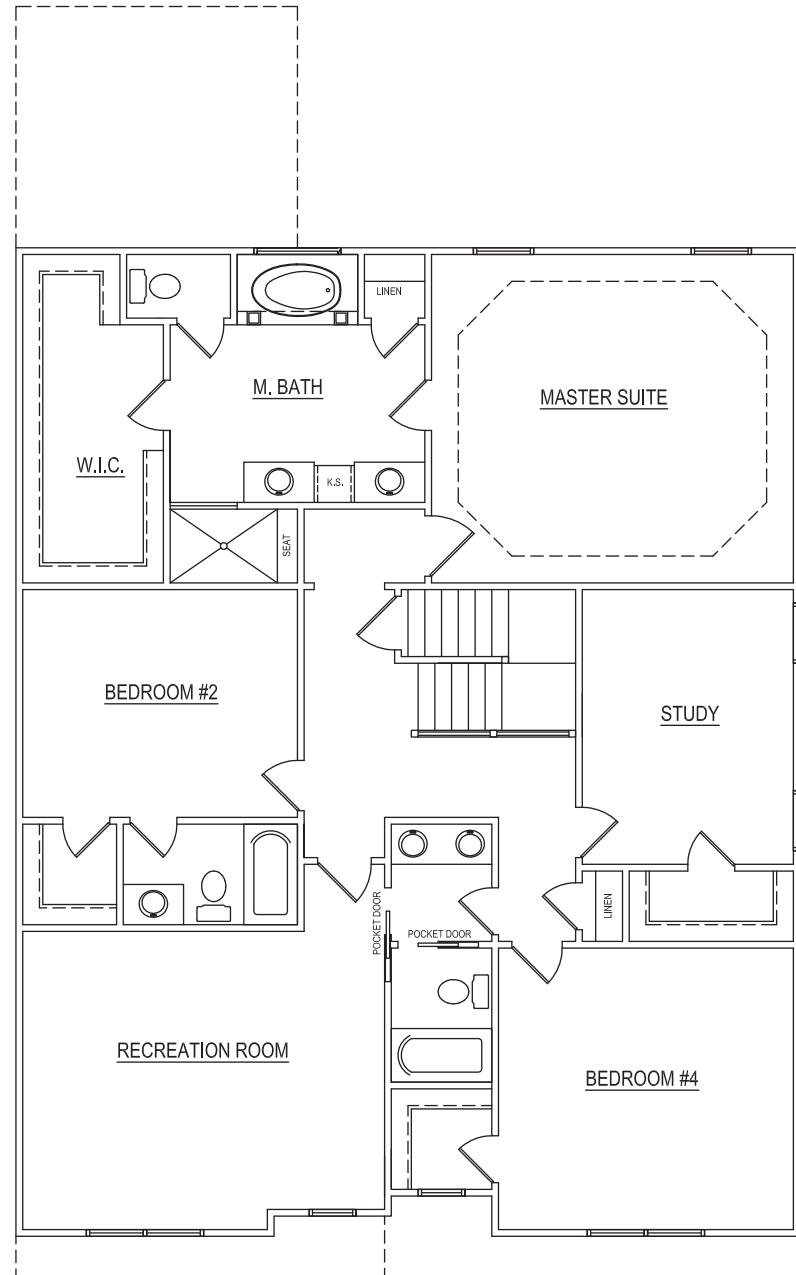 LINEN
M. BATH
MASTER SUITE
W.I.C.
K.S.
SEAT
BEDROOM #2
STUDY
POCKET DOOR
POCKET DOOR
LINEN
RECREATION ROOM
BEDROOM #4